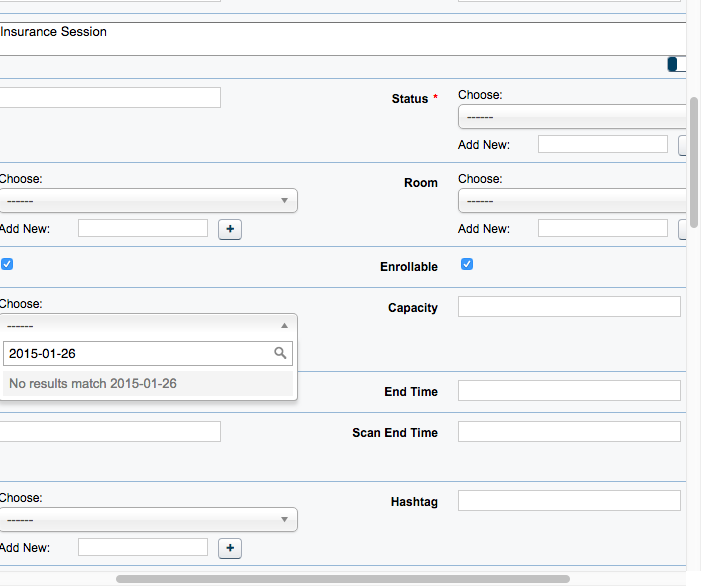 Insurance Session
Status * Choose:
------
Add New:
Choose: Room Choose:
------ ------
Add New: + Add New:
Enrollable
Choose: Capacity
------
2015-01-26
No results match 2015-01-26
End Time
Scan End Time
Choose: Hashtag
------
Add New: +